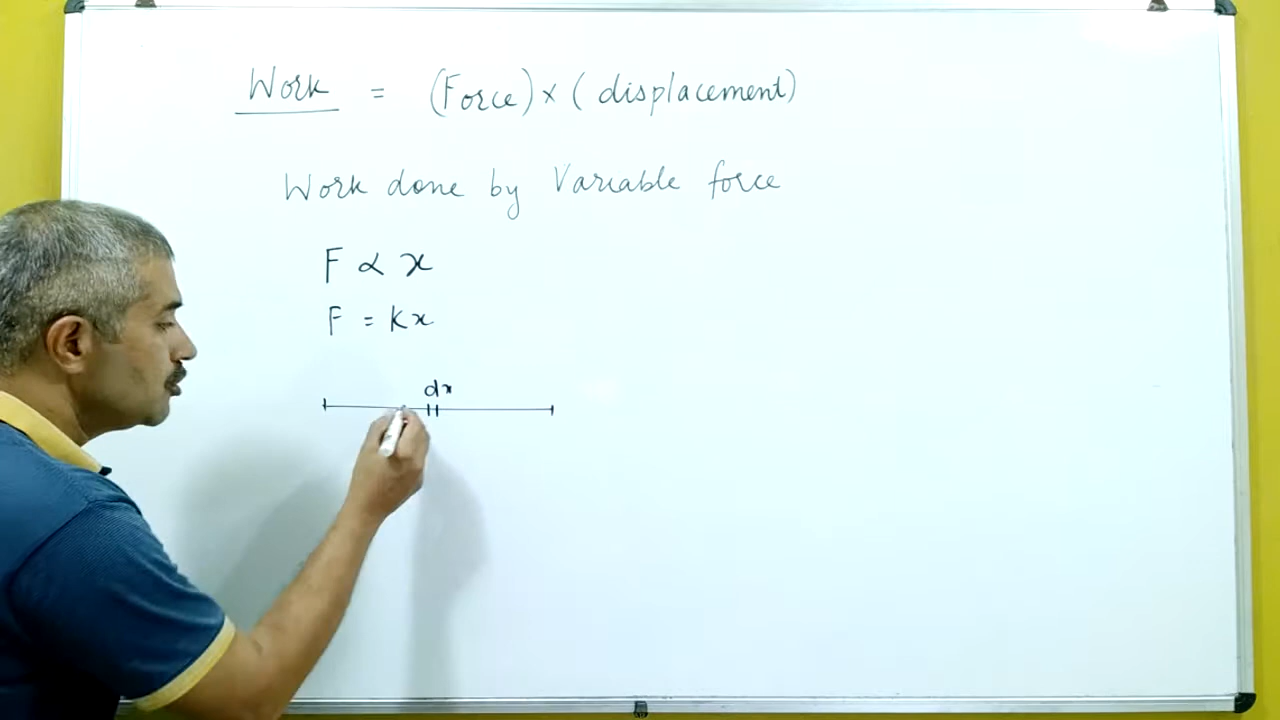 Work = (Force) × ( displacement)
Work done by Variable force
F ∝ x
F = Kx
dx